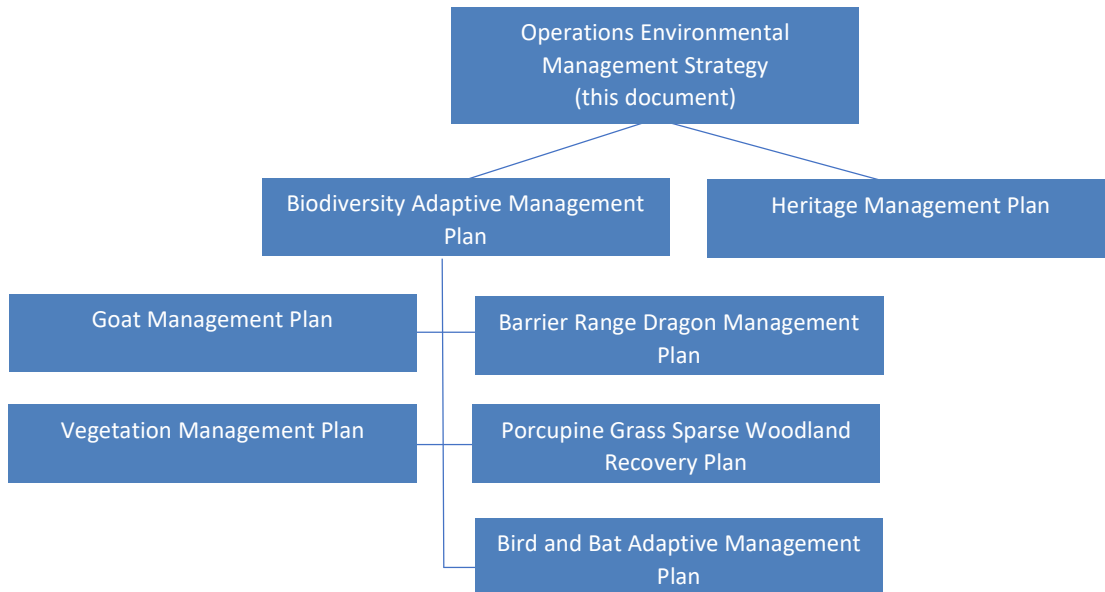 Operations Environmental
Management Strategy
(this document)
Biodiversity Adaptive Management
Plan
Heritage Management Plan
Goat Management Plan
Barrier Range Dragon Management
Plan
Vegetation Management Plan
Porcupine Grass Sparse Woodland
Recovery Plan
Bird and Bat Adaptive Management
Plan